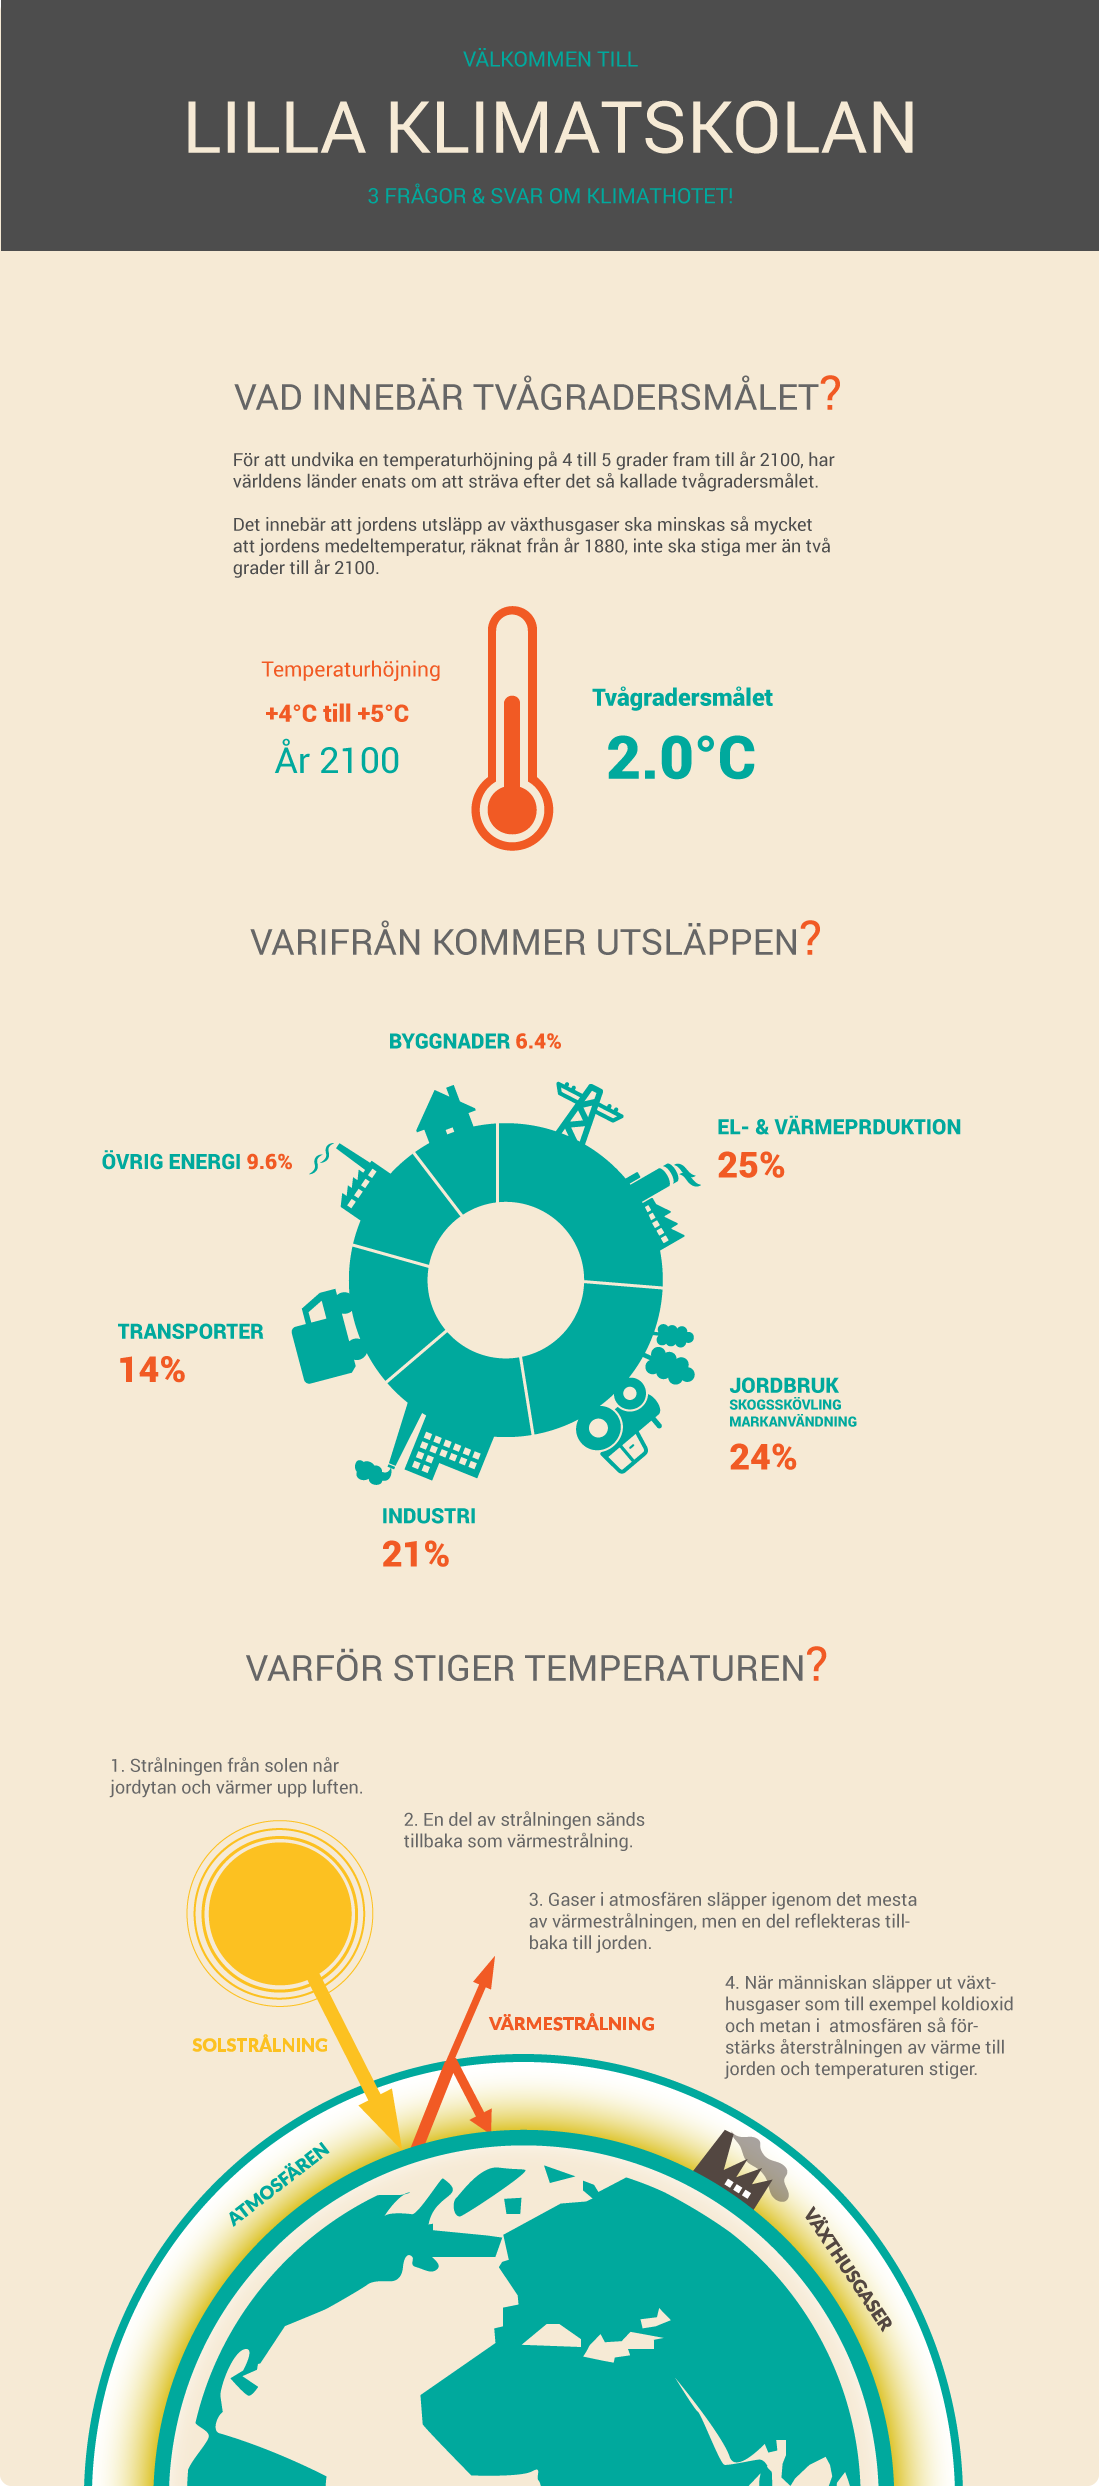 VÄLKOMMEN TILL
LILLA KLIMATSKOLAN
3 FRÅGOR & SVAR OM KLIMATHOTET!
VAD INNEBÄR TVÅGRADERSMÅLET?
För att undvika en temperaturhöjning på 4 till 5 grader fram till år 2100, har
världens länder enats om att sträva efter det så kallade tvågradersmålet.
Det innebär att jordens utsläpp av växthusgaser ska minskas så mycket
att jordens medeltemperatur, räknat från år 1880, inte ska stiga mer än två
grader till år 2100.
Temperaturhöjning
+4°C till +5°C
År 2100
Tvågradersmålet
2.0°C
VARIFRÅN KOMMER UTSLÄPPEN?
BYGGNADER 6.4%
EL- & VÄRMEPRDUKTION
25%
ÖVRIG ENERGI 9.6%
TRANSPORTER
14%
JORDBRUK
SKOGSSKÖVLING
MARKANVÄNDNING
24%
INDUSTRI
21%
VARFÖR STIGER TEMPERATUREN?
1. Strålningen från solen når
jordytan och värmer upp luften.
2. En del av strålningen sänds
tillbaka som värmestrålning.
3. Gaser i atmosfären släpper igenom det mesta
av värmestrålningen, men en del reflekteras till-
baka till jorden.
4. När människan släpper ut växt-
husgaser som till exempel koldioxid
och metan i  atmosfären så för-
stärks återstrålningen av värme till
jorden och temperaturen stiger.
VÄRMESTRÅLNING
SOLSTRÅLNING
ATMOSFÄREN
VÄXTHUSGASER